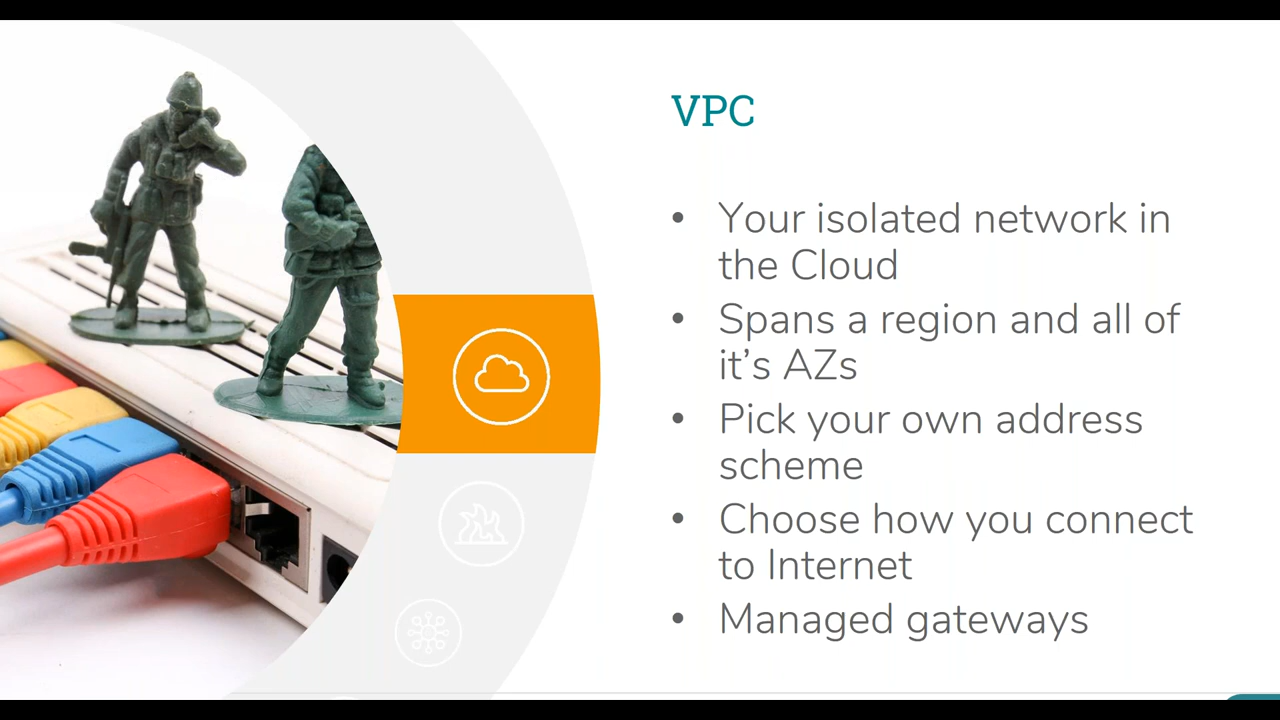 VPC
• Your isolated network in
the Cloud
• Spans a region and all of
it’s AZs
• Pick your own address
scheme
• Choose how you connect
to Internet
• Managed gateways